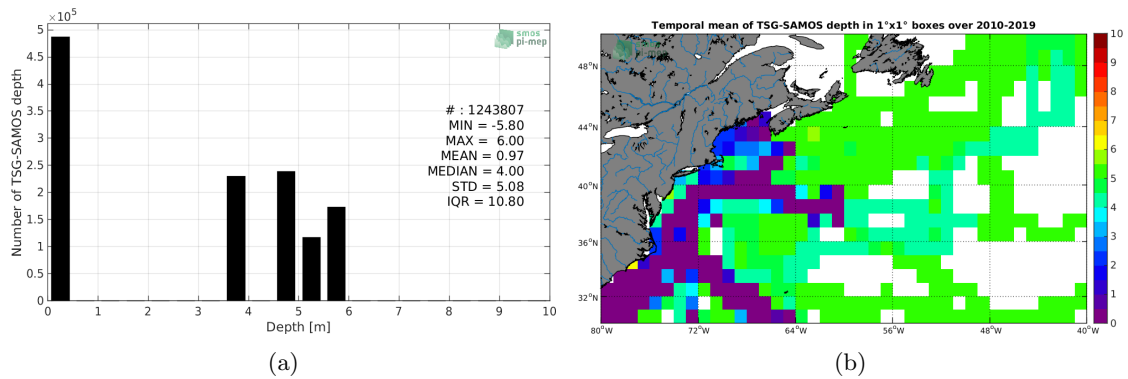 ×10⁵
5
4.5
4
3.5
3
2.5
2
1.5
1
0.5
0
Number of TSG-SAMOS depth
smos
pi-mep
# : 1243807
MIN = -5.80
MAX = 6.00
MEAN = 0.97
MEDIAN = 4.00
STD = 5.08
IQR = 10.80
0 1 2 3 4 5 6 7 8 9 10
Depth [m]
(a)
Temporal mean of TSG-SAMOS depth in 1°x1° boxes over 2010-2019
smos
pi-mep
48°N
44°N
40°N
36°N
32°N
80°W 72°W 64°W 56°W 48°W 40°W
10
9
8
7
6
5
4
3
2
1
0
(b)